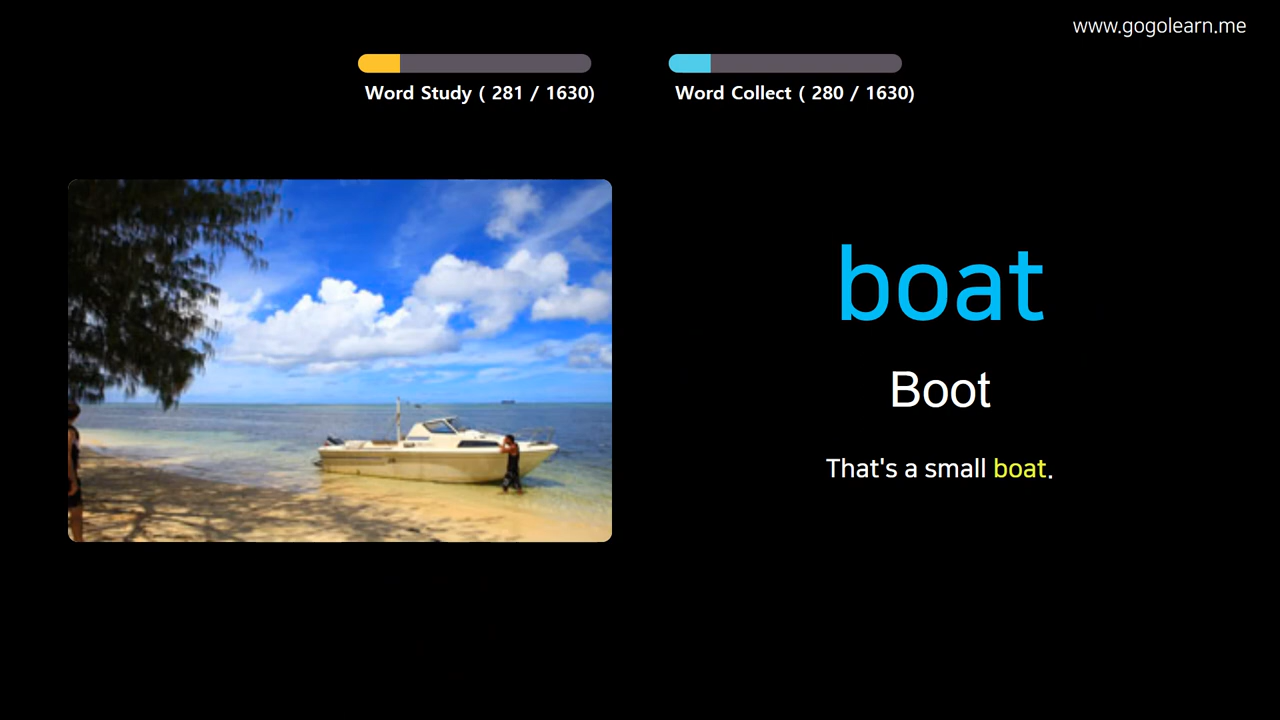 www.gogolearn.me
Word Study ( 281 / 1630)
Word Collect ( 280 / 1630)
boat
Boot
That's a small boat.